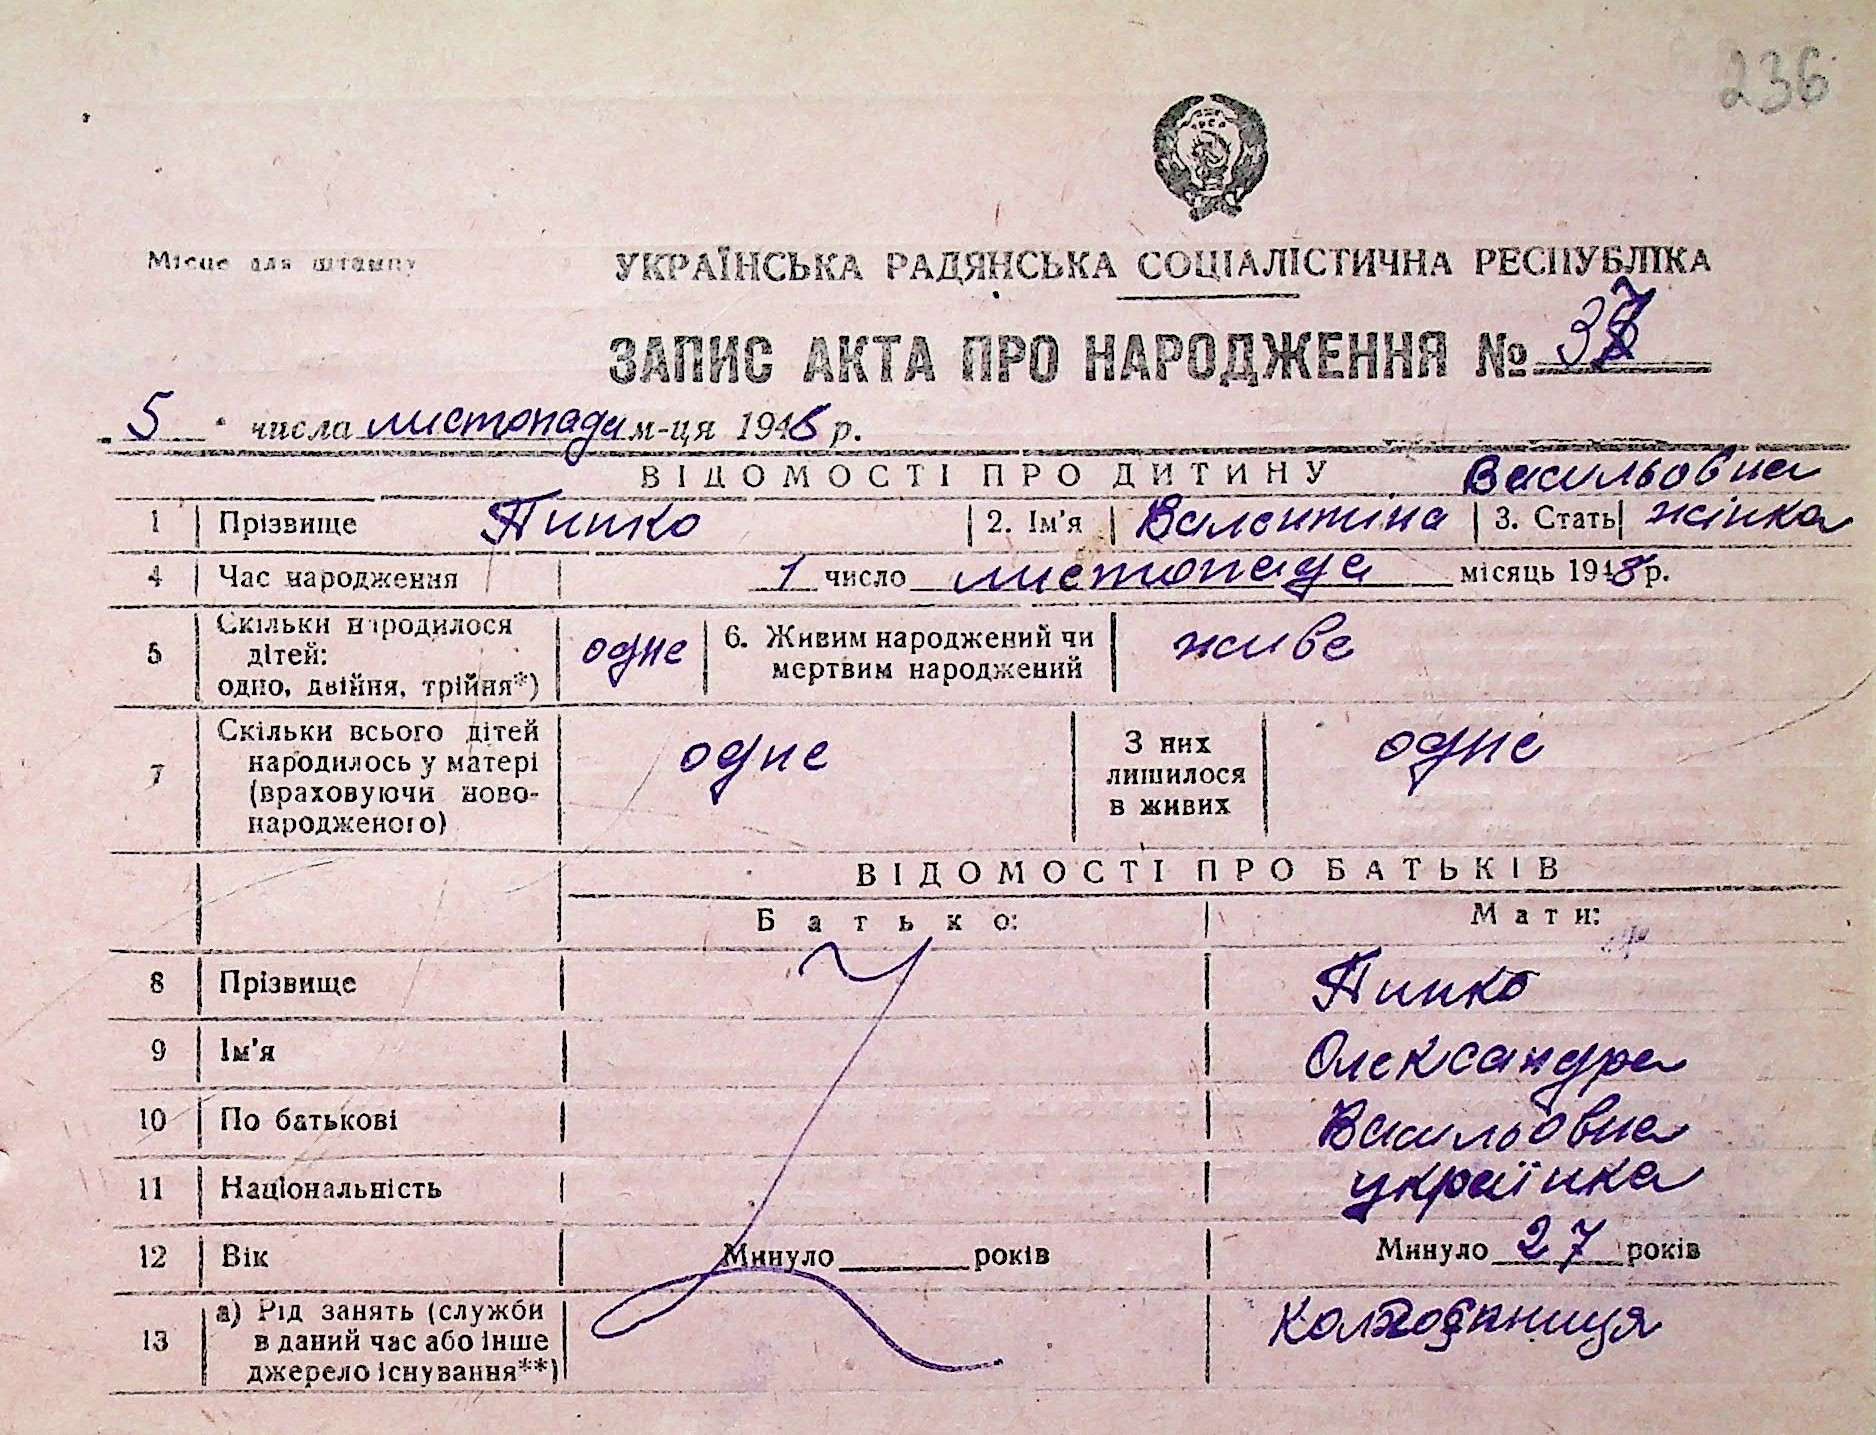 236
Місце для штампу
УКРАЇНСЬКА РАДЯНСЬКА СОЦІАЛІСТИЧНА РЕСПУБЛІКА
ЗАПИС АКТА ПРО НАРОДЖЕННЯ № 37
5 числа листопада м-ця 1948 р.
ВІДОМОСТІ ПРО ДИТИНУ Васильовна
1 Прізвище Пипко 2. Ім'я Валентина 3. Стать жінка
4 Час народження 1 число листопада місяць 1948 р.
5 Скільки народилося дітей: одно, двійня, трійня*) одне 6. Живим народжений чи мертвим народжений живе
7 Скільки всього дітей народилось у матері (враховуючи новонародженого) одне З них лишилося в живих одне
ВІДОМОСТІ ПРО БАТЬКІВ
Батько: Мати:
8 Прізвище Пипко
9 Ім'я Олександра
10 По батькові Васильовна
11 Національність українка
12 Вік Минуло років Минуло 27 років
13 а) Рід занять (служби в даний час або інше джерело існування**)